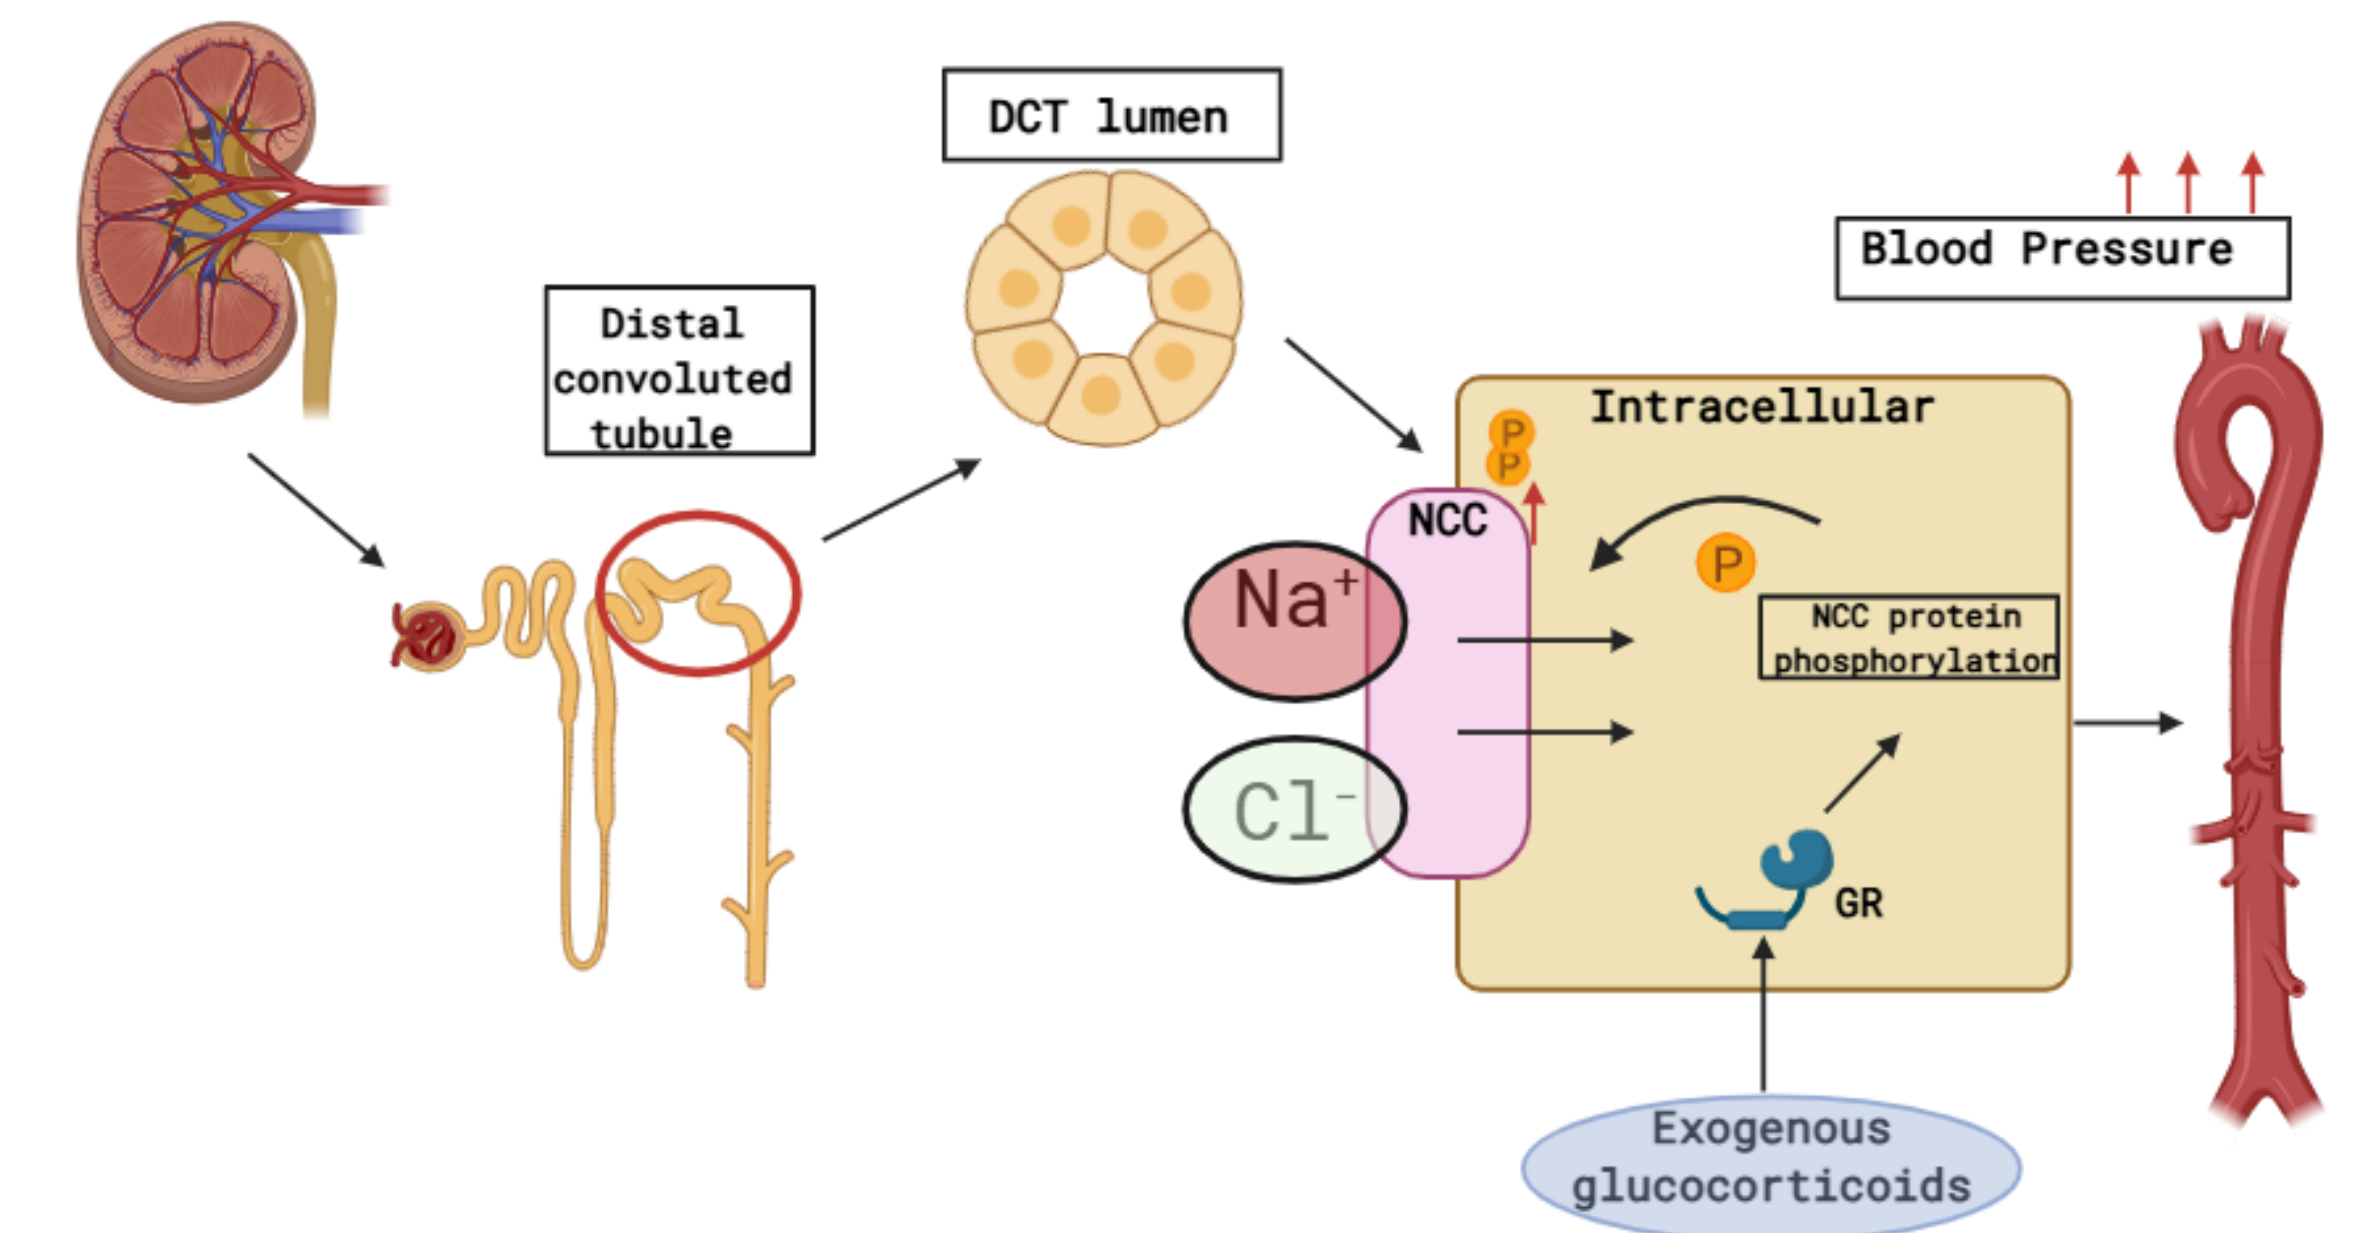 DCT lumen
Blood Pressure
Distal
convoluted
tubule
Intracellular
P
P
NCC
P
Na⁺
NCC protein
phosphorylation
Cl⁻
GR
Exogenous
glucocorticoids